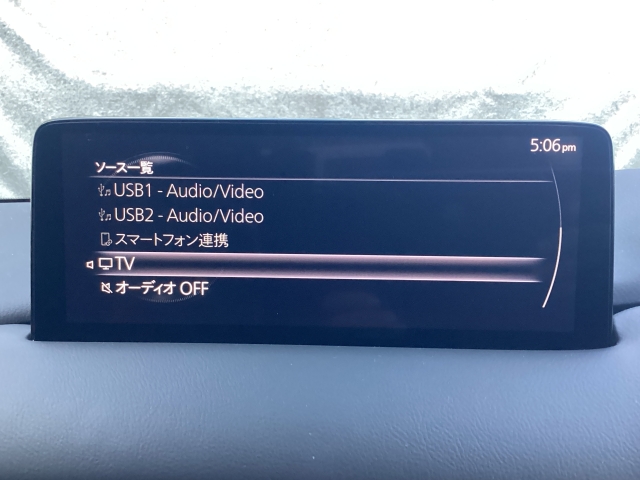 5:06pm
ソース一覧
USB1 - Audio/Video
USB2 - Audio/Video
スマートフォン連携
TV
オーディオ OFF